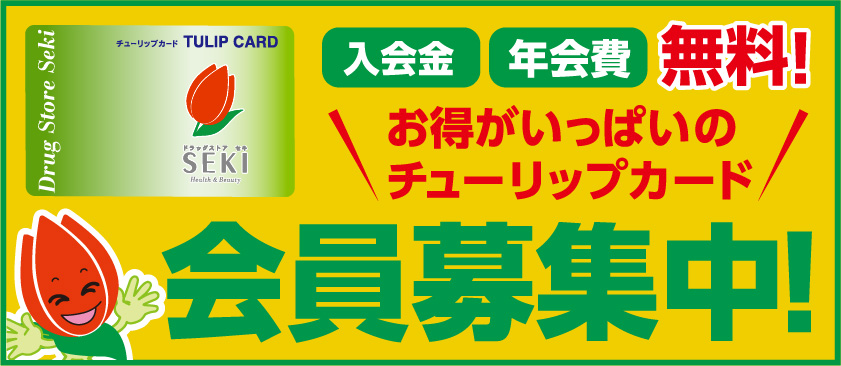 Drug Store Seki
チューリップカード TULIP CARD
ドラッグストア セキ
SEKI
Health & Beauty
入会金 年会費 無料!
お得がいっぱいの
チューリップカード
会員募集中!